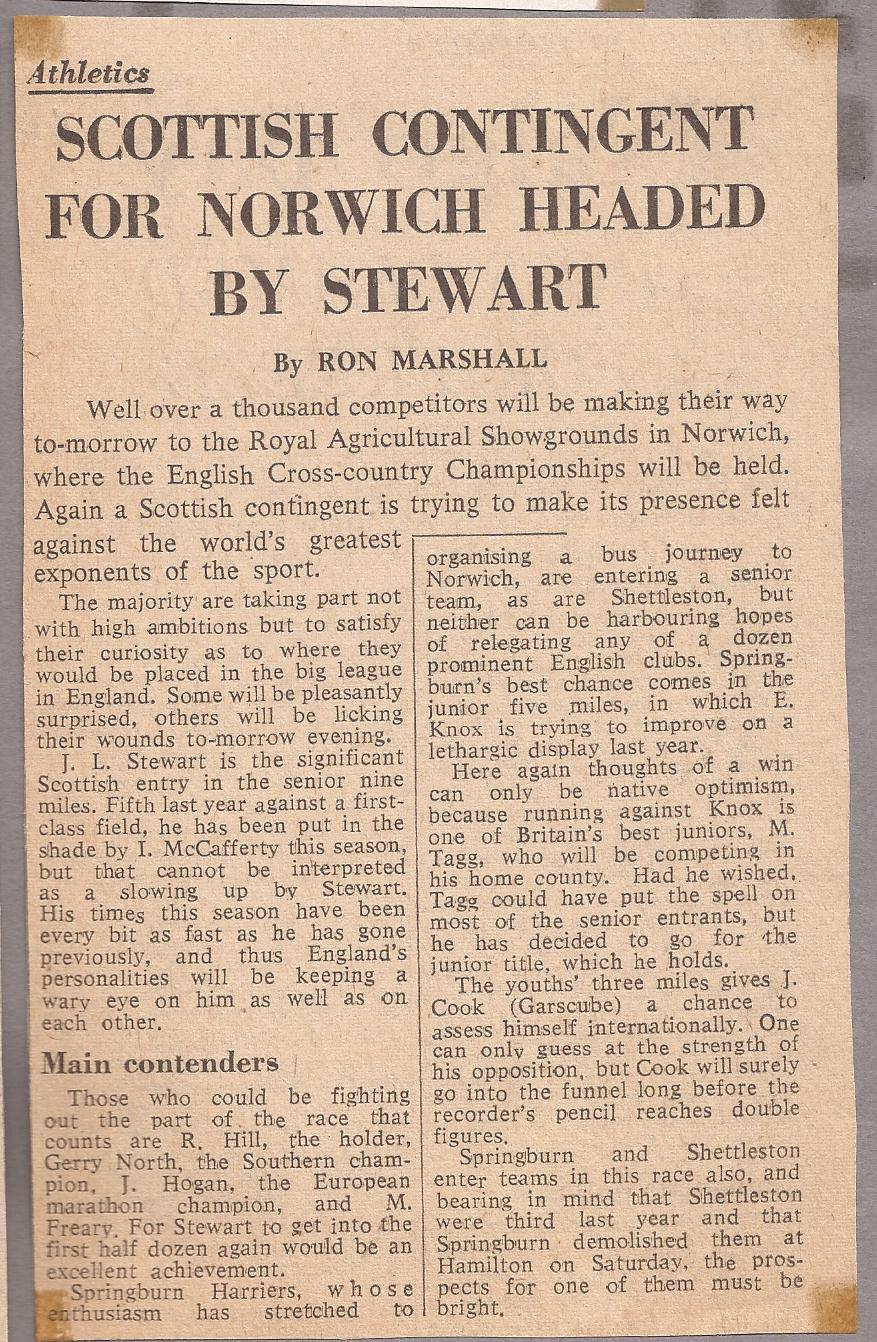 Athletics
SCOTTISH CONTINGENT
FOR NORWICH HEADED
BY STEWART
By RON MARSHALL
Well over a thousand competitors will be making their way
to-morrow to the Royal Agricultural Showgrounds in Norwich,
where the English Cross-country Championships will be held.
Again a Scottish contingent is trying to make its presence felt
against the world's greatest
exponents of the sport.
The majority are taking part not
with high ambitions but to satisfy
their curiosity as to where they
would be placed in the big league
in England. Some will be pleasantly
surprised, others will be licking
their wounds to-morrow evening.
J. L. Stewart is the significant
Scottish entry in the senior nine
miles. Fifth last year against a first-
class field, he has been put in the
shade by I. McCafferty this season,
but that cannot be interpreted
as a slowing up by Stewart.
His times this season have been
every bit as fast as he has gone
previously, and thus England's
personalities will be keeping a
wary eye on him as well as on
each other.
Main contenders
Those who could be fighting
out the part of the race that
counts are R. Hill, the holder,
Gerry North, the Southern cham-
pion, J. Hogan, the European
marathon champion, and M.
Freary. For Stewart to get into the
first half dozen again would be an
excellent achievement.
Springburn Harriers, whose
enthusiasm has stretched to
organising a bus journey to
Norwich, are entering a senior
team, as are Shettleston, but
neither can be harbouring hopes
of relegating any of a dozen
prominent English clubs. Spring-
burn's best chance comes in the
junior five miles, in which E.
Knox is trying to improve on a
lethargic display last year.
Here again thoughts of a win
can only be native optimism,
because running against Knox is
one of Britain's best juniors, M.
Tagg, who will be competing in
his home county. Had he wished,
Tagg could have put the spell on
most of the senior entrants, but
he has decided to go for the
junior title, which he holds.
The youths' three miles gives J.
Cook (Garscube) a chance to
assess himself internationally. One
can only guess at the strength of
his opposition, but Cook will surely
go into the funnel long before the
recorder's pencil reaches double
figures.
Springburn and Shettleston
enter teams in this race also, and
bearing in mind that Shettleston
were third last year and that
Springburn demolished them at
Hamilton on Saturday, the pros-
pects for one of them must be
bright.